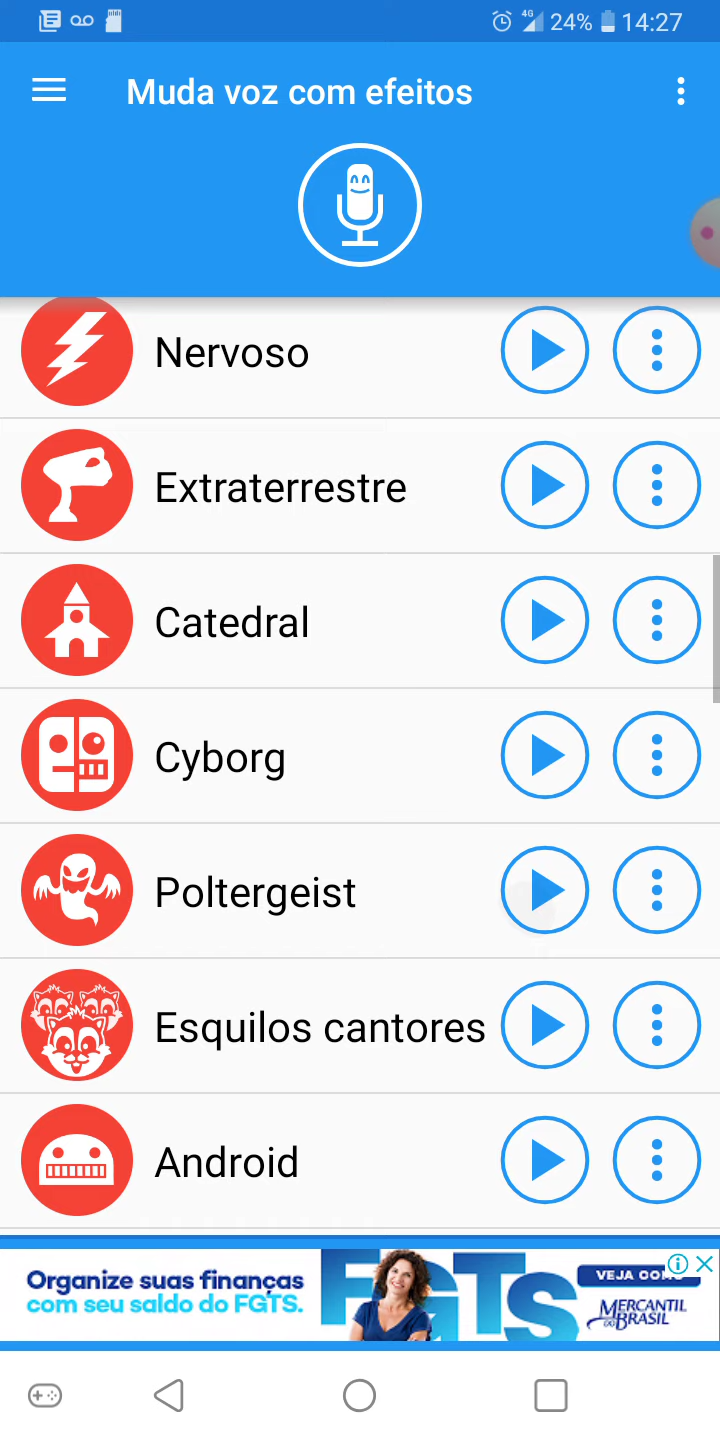 4G 24% 14:27
Muda voz com efeitos
Nervoso
Extraterrestre
Catedral
Cyborg
Poltergeist
Esquilos cantores
Android
Organize suas finanças
com seu saldo do FGTS.
FGTS
VEJA COMO
MERCANTIL
DO BRASIL